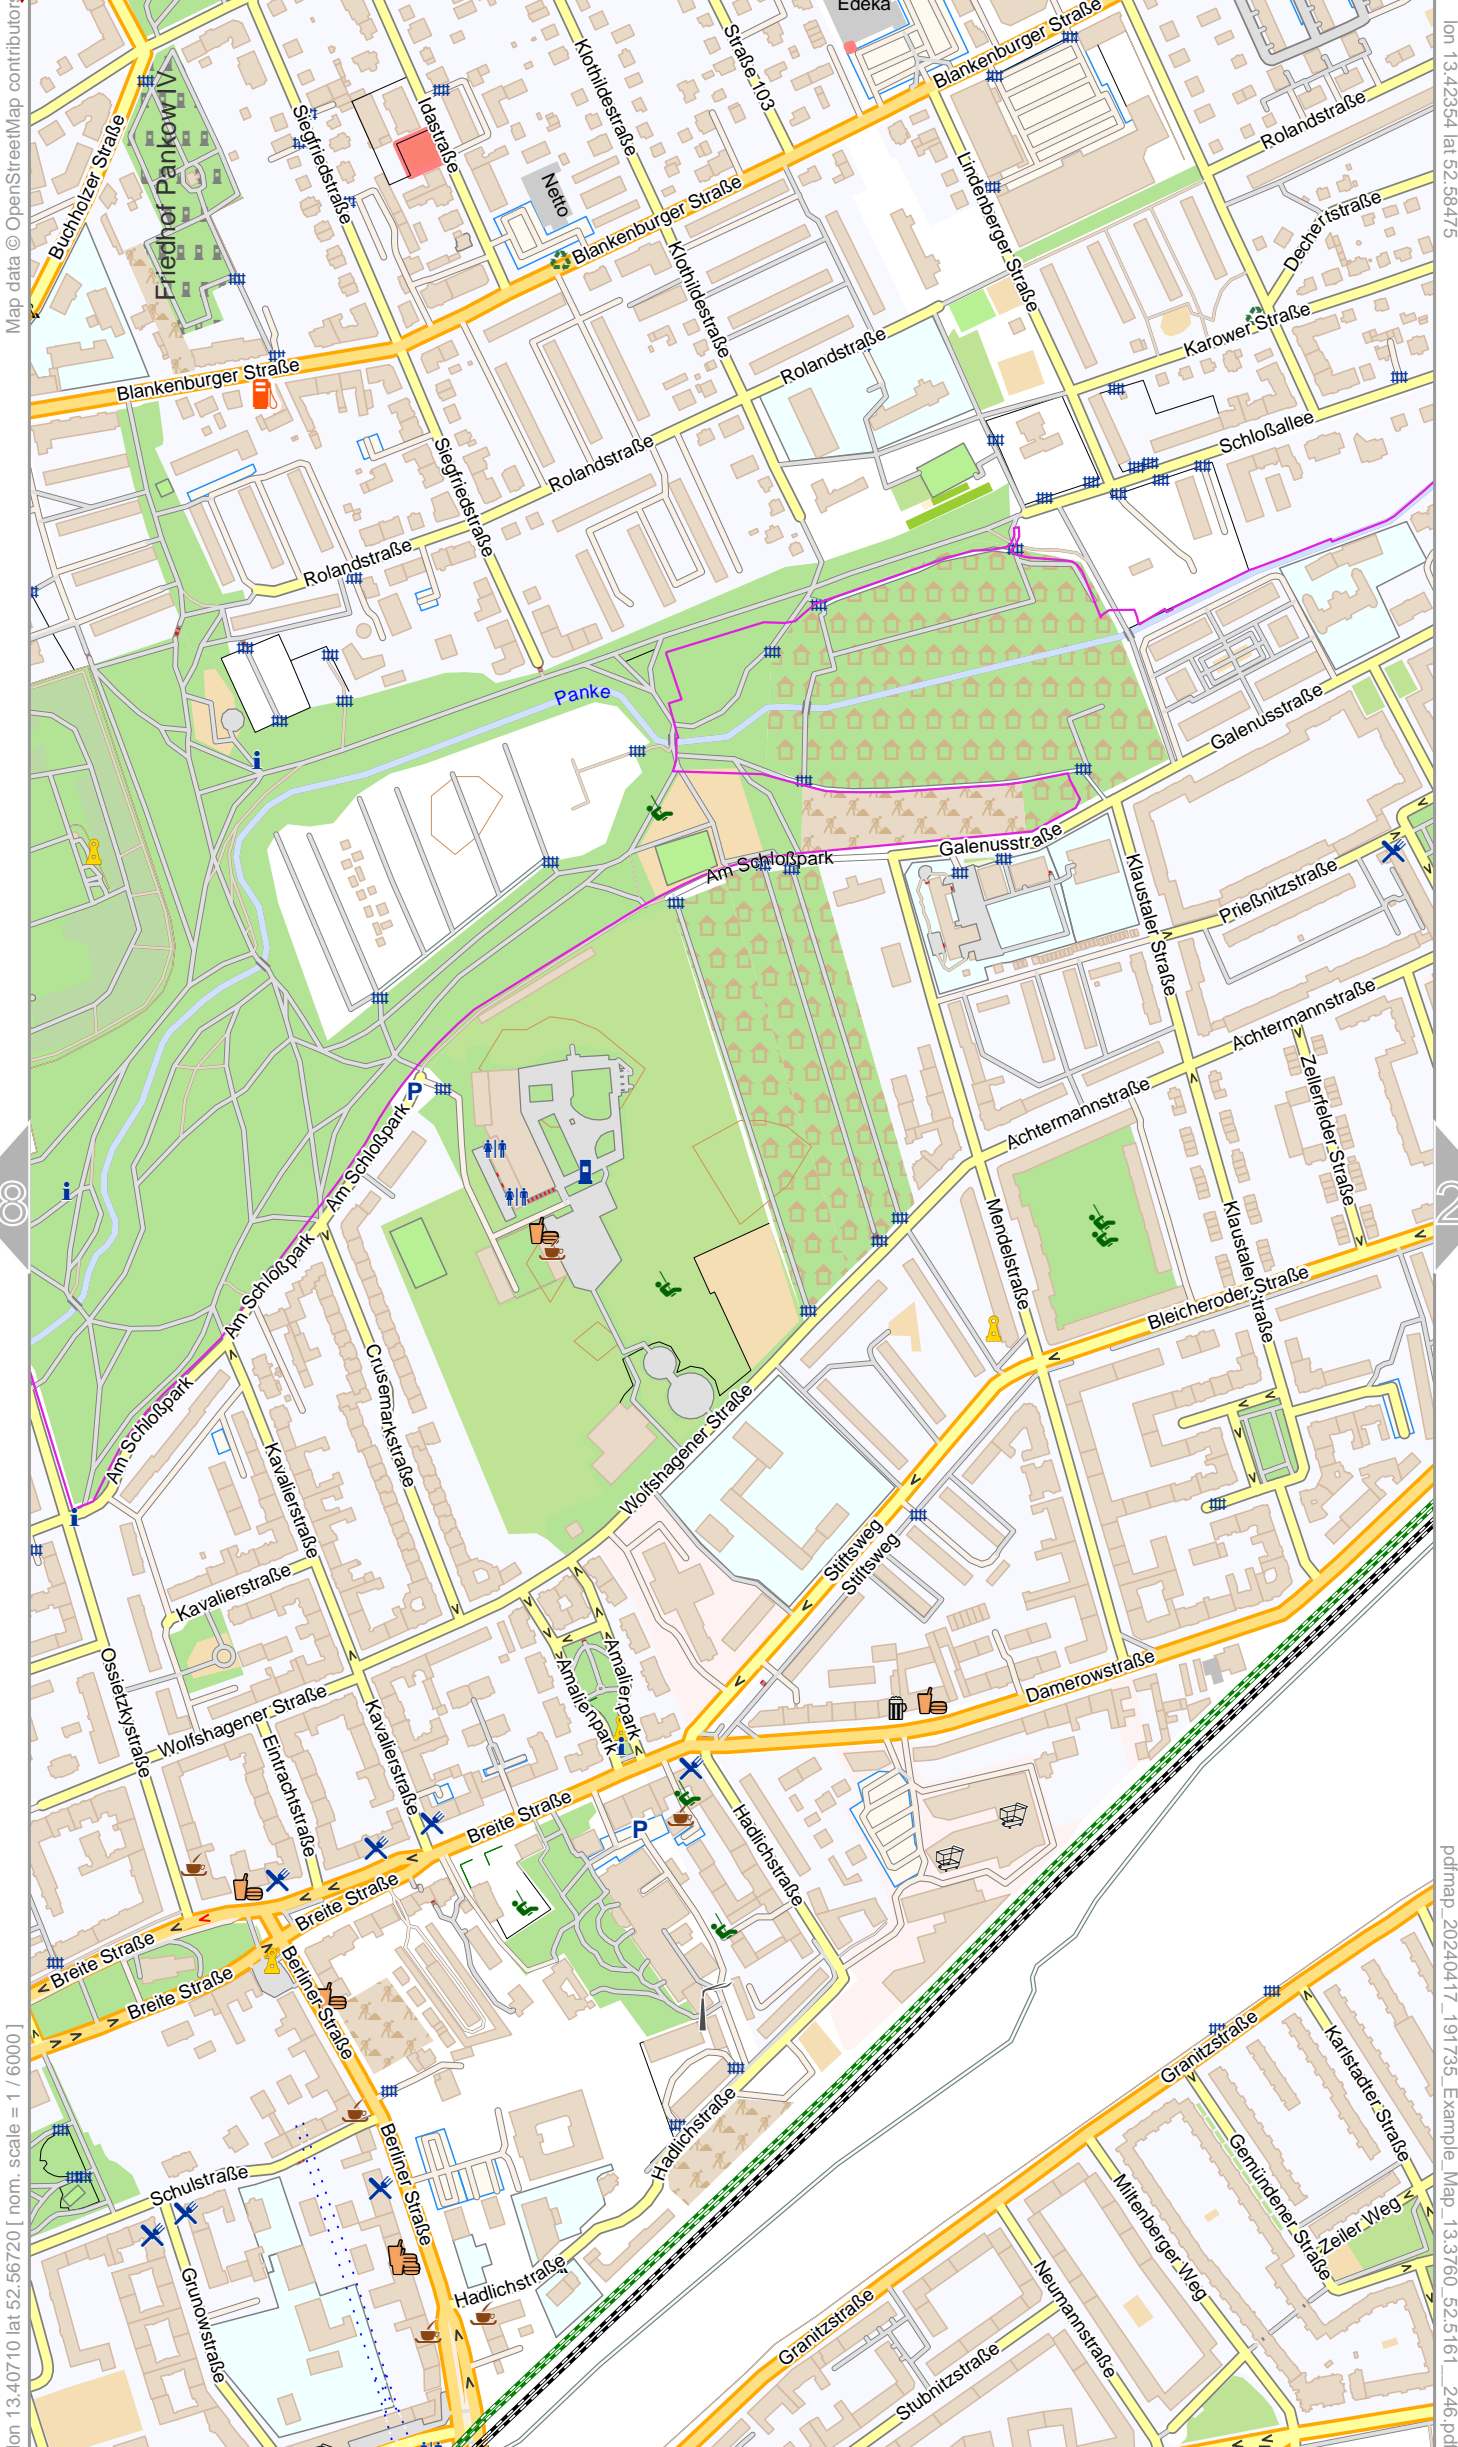 Map data © OpenStreetMap contributors
lon 13.42354 lat 52.58475
Edeka
Blankenburger Straße
Straße 103
Klothildestraße
Idastraße
Siegfriedstraße
Friedhof Pankow IV
Buchholzer Straße
Rolandstraße
Lindenberger Straße
Netto
Blankenburger Straße
Dechertstraße
Klothildestraße
Karower Straße
Rolandstraße
Blankenburger Straße
Schloßallee
Siegfriedstraße
Rolandstraße
Rolandstraße
Panke
Galenusstraße
Galenusstraße
Am Schloßpark
Klaustaler Straße
Prießnitzstraße
Achtermannstraße
Zellerfelder Straße
Achtermannstraße
P
Am Schloßpark
i
i
8
2
Mendelstraße
Klaustaler Straße
Am Schloßpark
Bleicheroder Straße
Crusemarkstraße
Am Schloßpark
Wolfshagener Straße
Kavalierstraße
i
Stiftsweg
Stiftsweg
Kavalierstraße
Ossietzkystraße
Amalienpark
Amalienpark
Damerowstraße
Wolfshagener Straße
Kavalierstraße
i
Eintrachtstraße
Breite Straße
P
Hadlichstraße
Breite Straße
Breite Straße
Breite Straße
Berliner Straße
Granitzstraße
Karlstadter Straße
Hadlichstraße
Gemündener Straße
Schulstraße
Berliner Straße
Miltenberger Weg
Zeiler Weg
Hadlichstraße
Grunowstraße
Neumannstraße
Granitzstraße
Stubnitzstraße
lon 13.40710 lat 52.56720 [ nom. scale = 1 / 6000 ]
pdfmap_20240417_191735_Example_Map_13.3760_52.5161__246.pdf